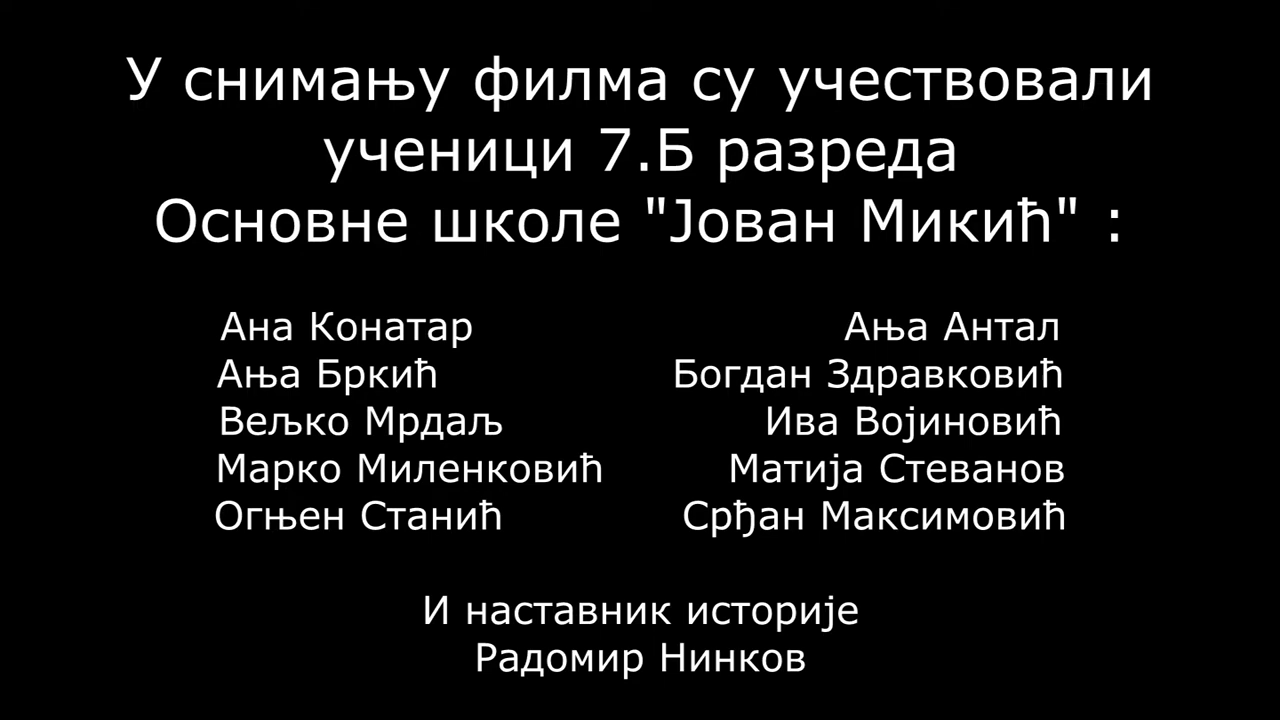 У снимању филма су учествовали
ученици 7.Б разреда
Основне школе "Јован Микић" :
Ана Конатар Ања Антал
Ања Бркић Богдан Здравковић
Вељко Мрдаљ Ива Војиновић
Марко Миленковић Матија Стеванов
Огњен Станић Срђан Максимовић
И наставник историје
Радомир Нинков